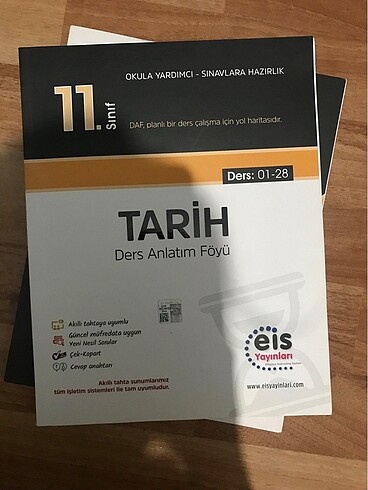 OKULA YARDIMCI - SINAVLARA HAZIRLIK
11. Sınıf
DAF, planlı bir ders çalışma için yol haritasıdır.
Ders: 01-28
TARİH
Ders Anlatım Föyü
Akıllı tahtaya uyumlu
Güncel müfredata uygun
Yeni Nesil Sorular
Çek-Kopart
Cevap anahtarı
Akıllı tahta sunumlarımız
tüm işletim sistemleri ile tam uyumludur.
eis
Yayınları
www.eisyayinlari.com